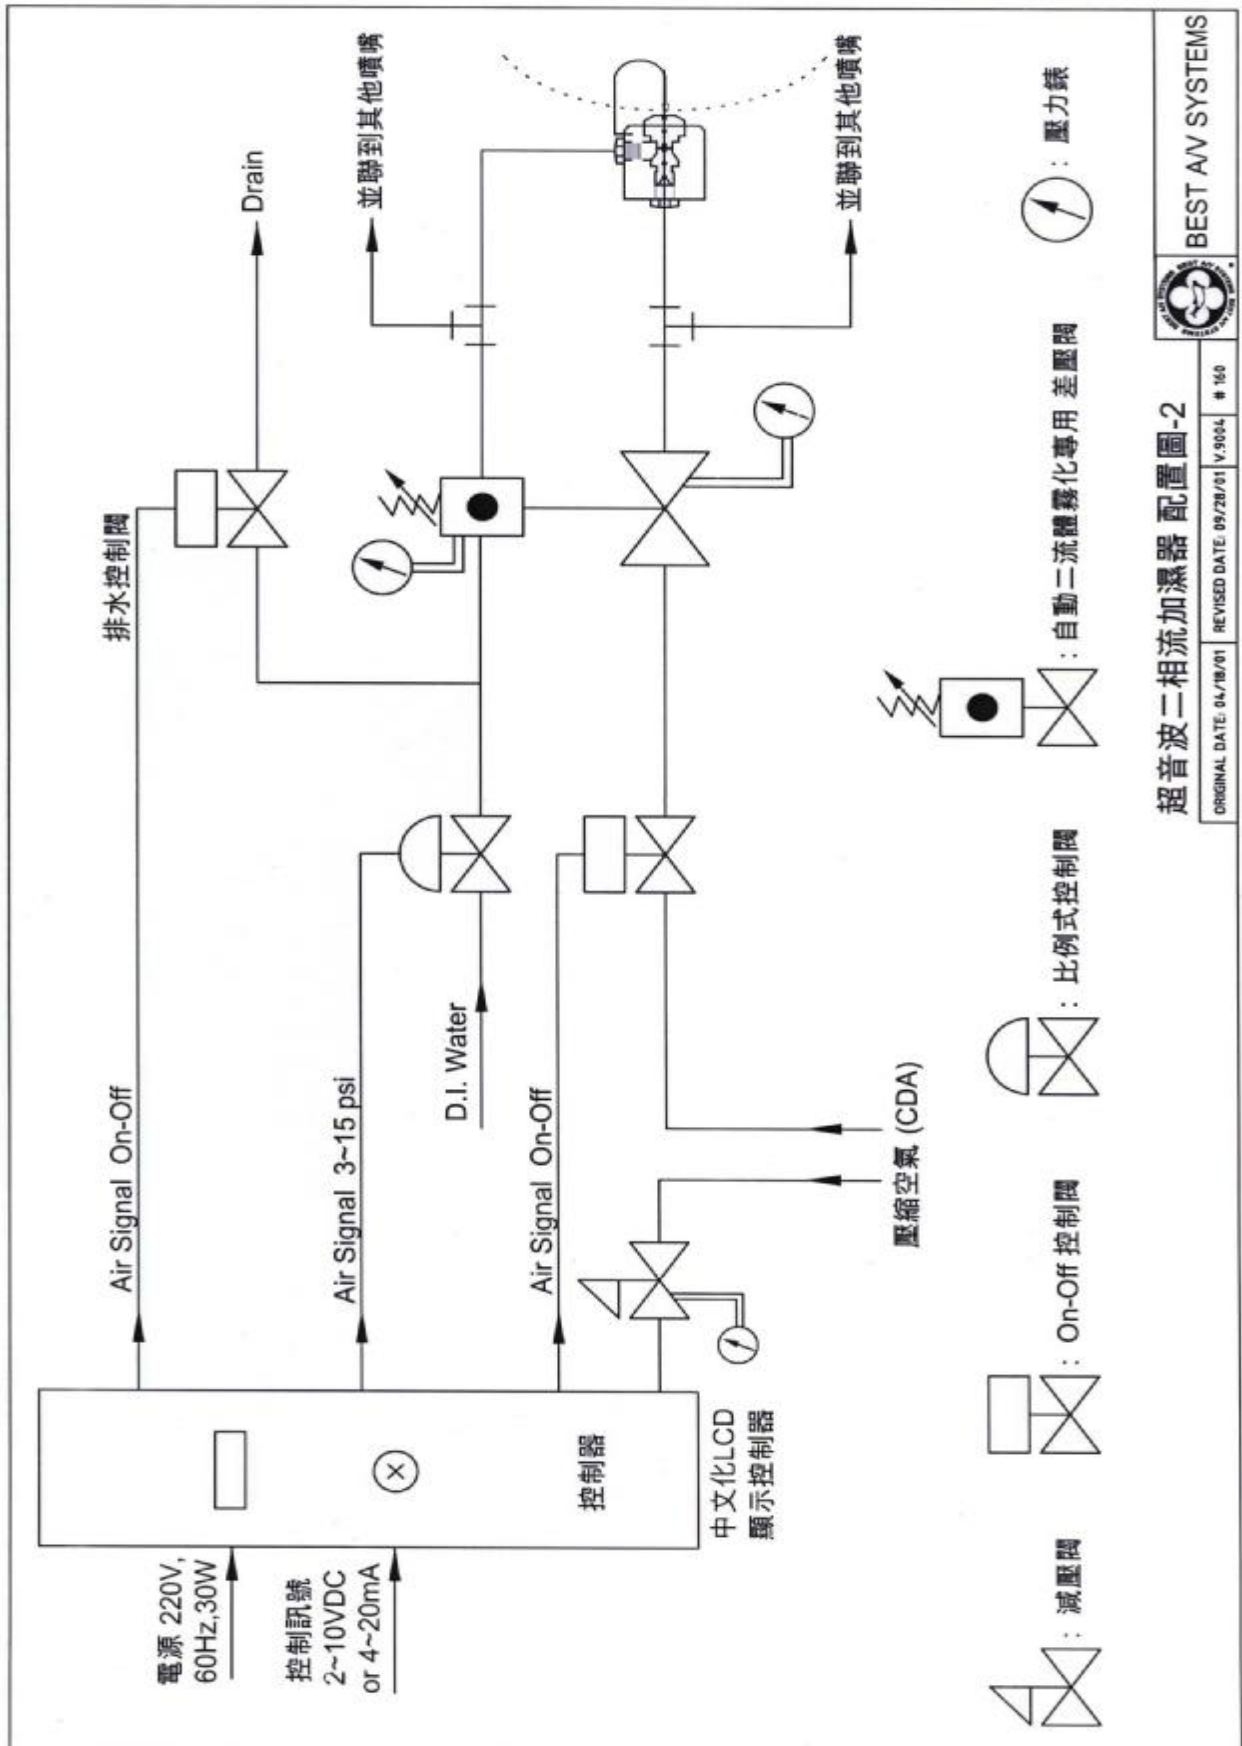 Air Signal On-Off
排水控制閥
Drain
電源 220V,
60Hz,30W
控制訊號
2~10VDC
or 4~20mA
Air Signal 3~15 psi
並聯到其他噴嘴
D.I. Water
Air Signal On-Off
控制器
中文化LCD
顯示控制器
並聯到其他噴嘴
壓縮空氣 (CDA)
: 減壓閥
: On-Off 控制閥
: 比例式控制閥
: 自動二流體霧化專用 差壓閥
: 壓力錶
超音波二相流加濕器 配置圖-2
ORIGINAL DATE: 04/18/01
REVISED DATE: 09/28/01
V.9004
# 160
BEST A/V SYSTEMS